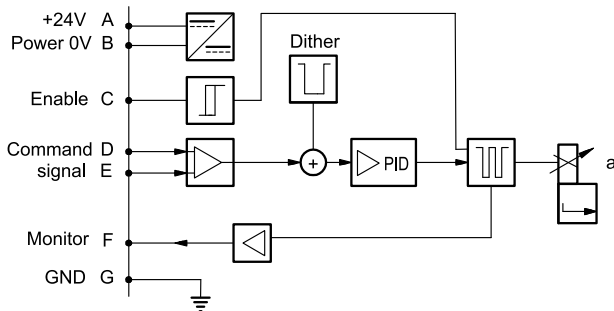 +24V A
Power 0V B
Dither
Enable C
Command D
signal E
+
PID
a
Monitor F
GND G